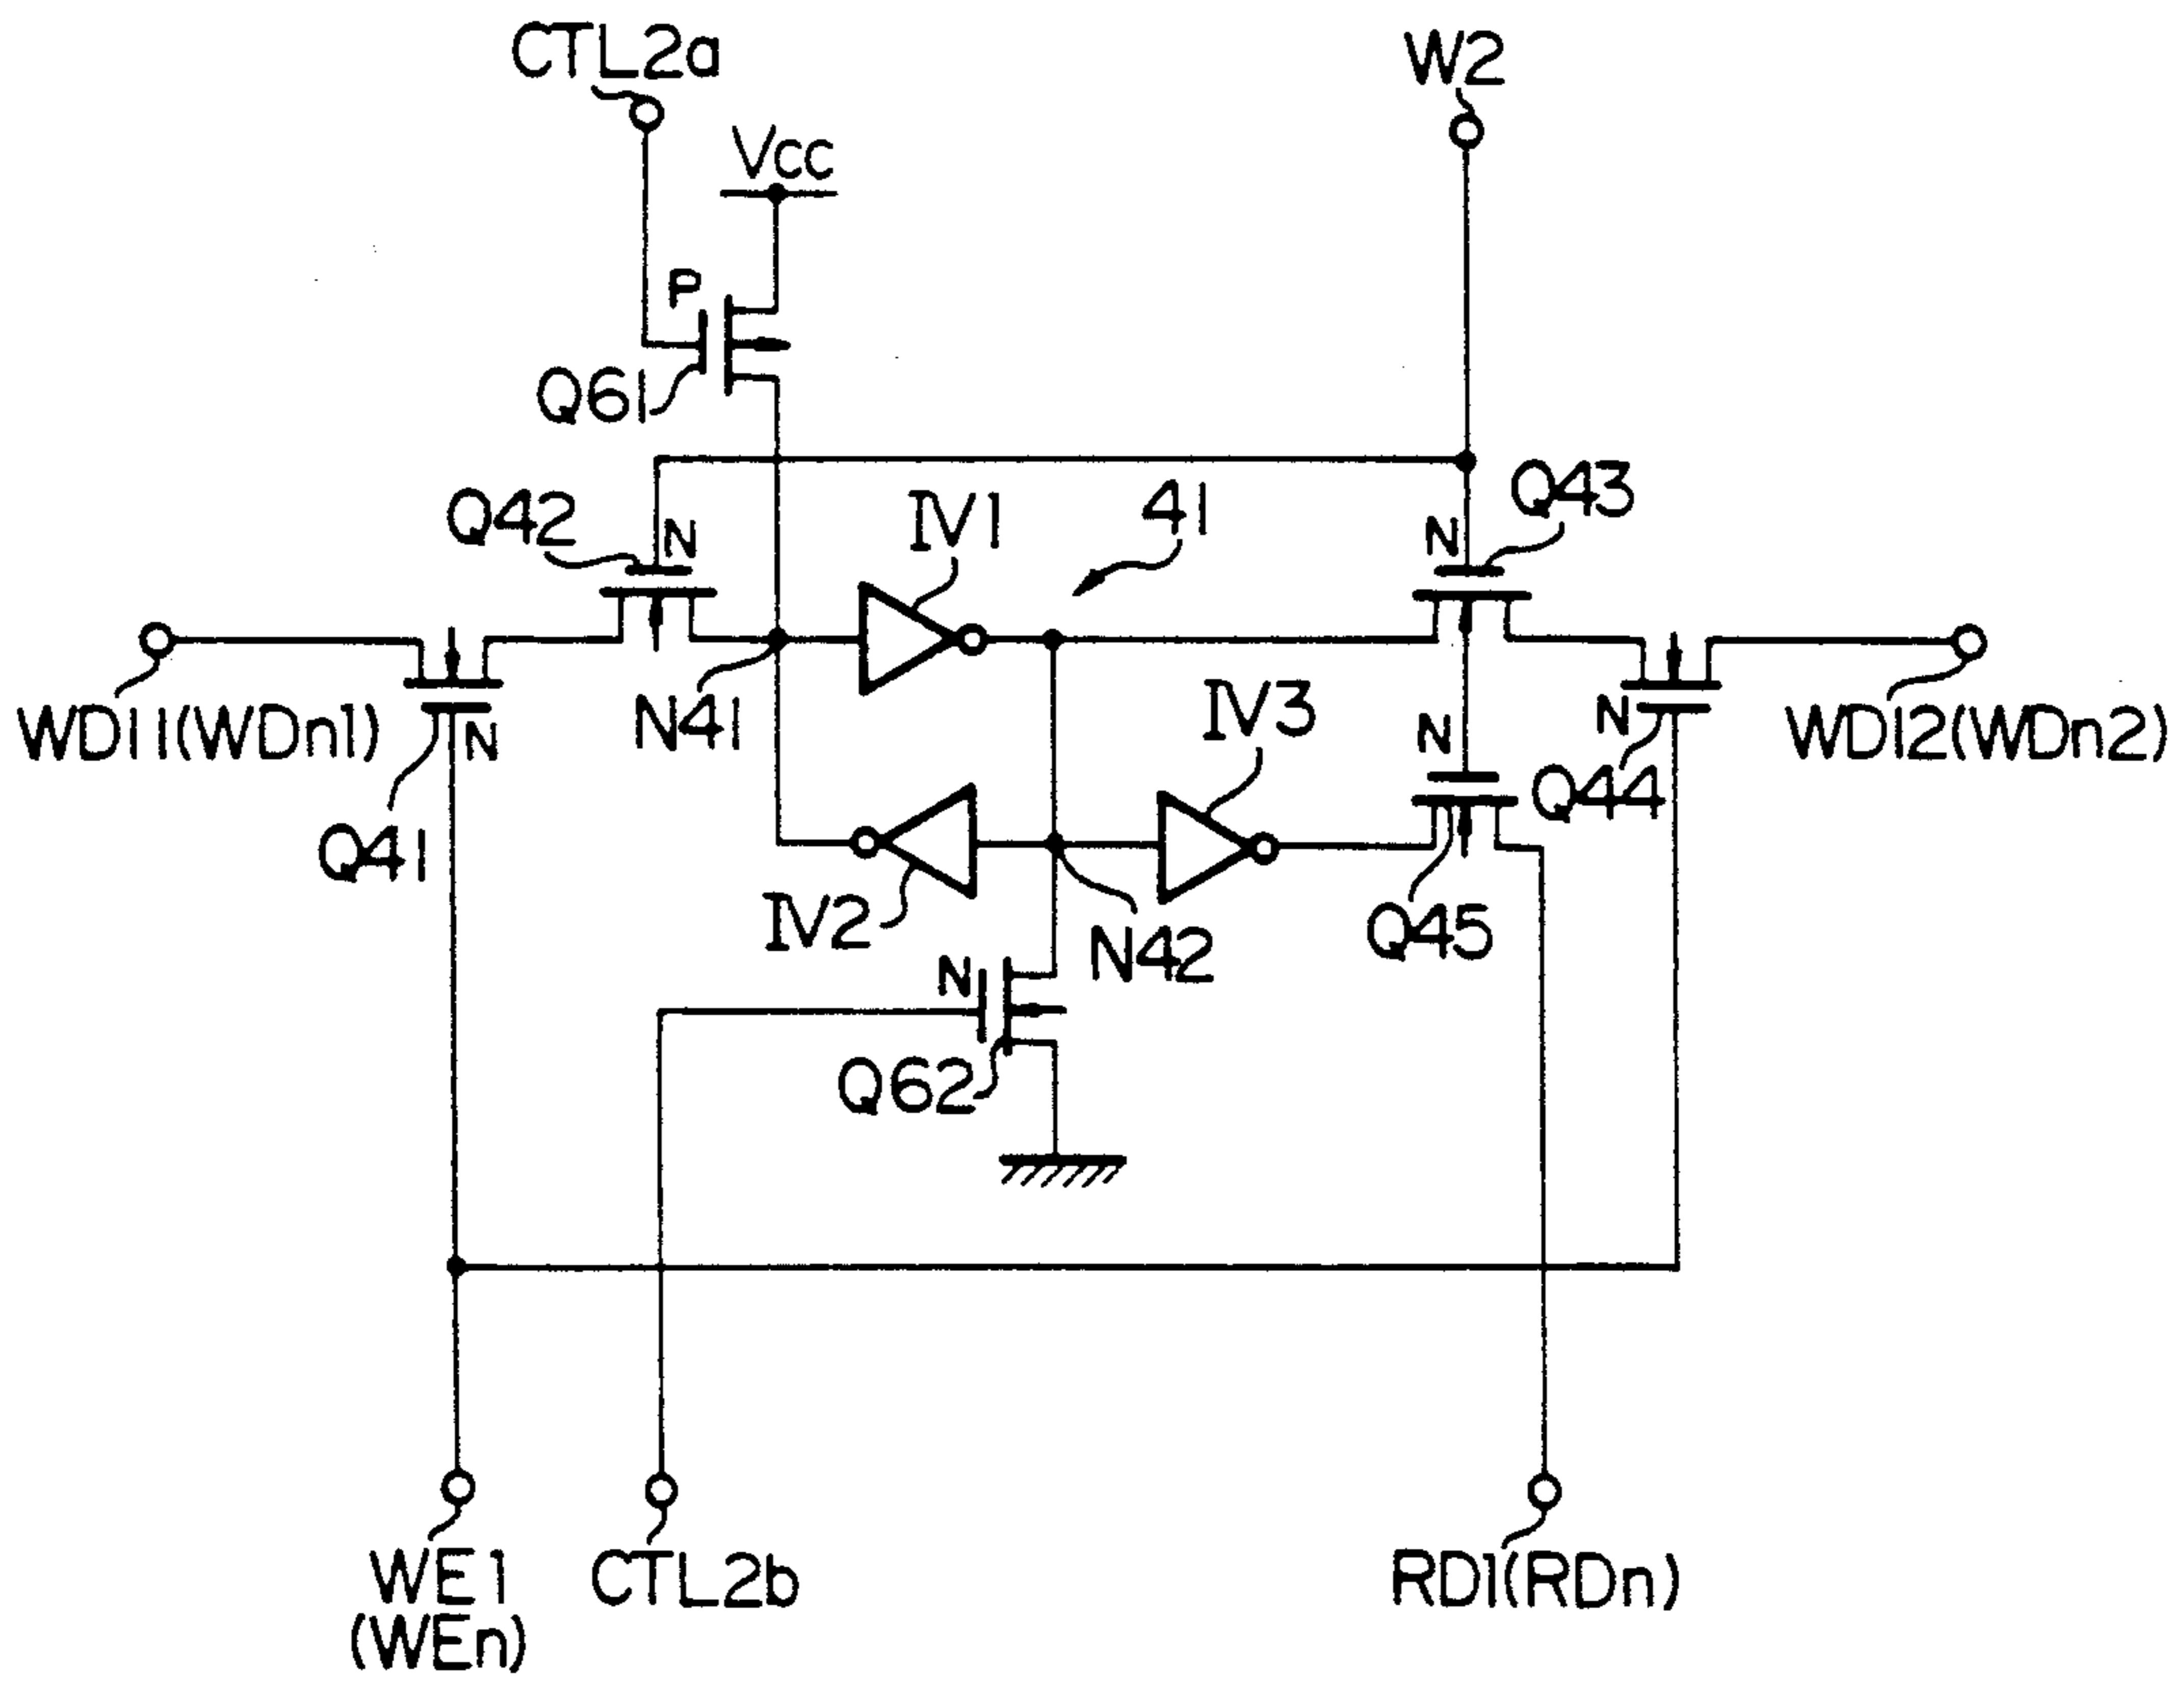 CTL2a
W2
Vcc
P
Q61
Q42
N
IV1
41
N
Q43
WD11(WDn1)
N
N41
IV3
N
N
WD12(WDn2)
Q41
Q44
IV2
N42
Q45
N
Q62
WE1
(WEn)
CTL2b
RD1(RDn)